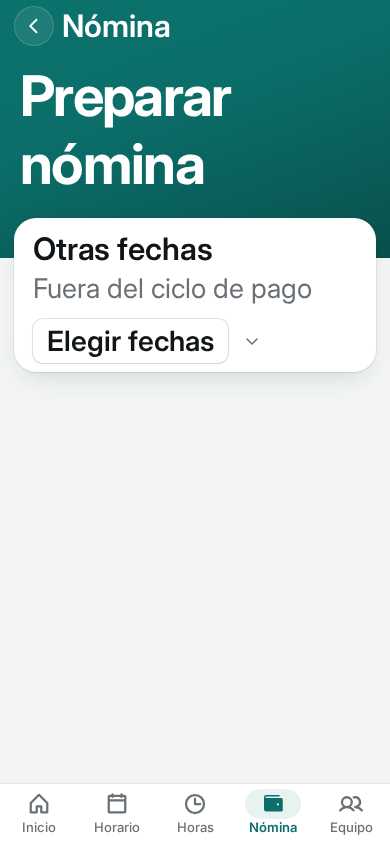 Nómina
Preparar
nómina
Otras fechas
Fuera del ciclo de pago
Elegir fechas
Inicio
Horario
Horas
Nómina
Equipo